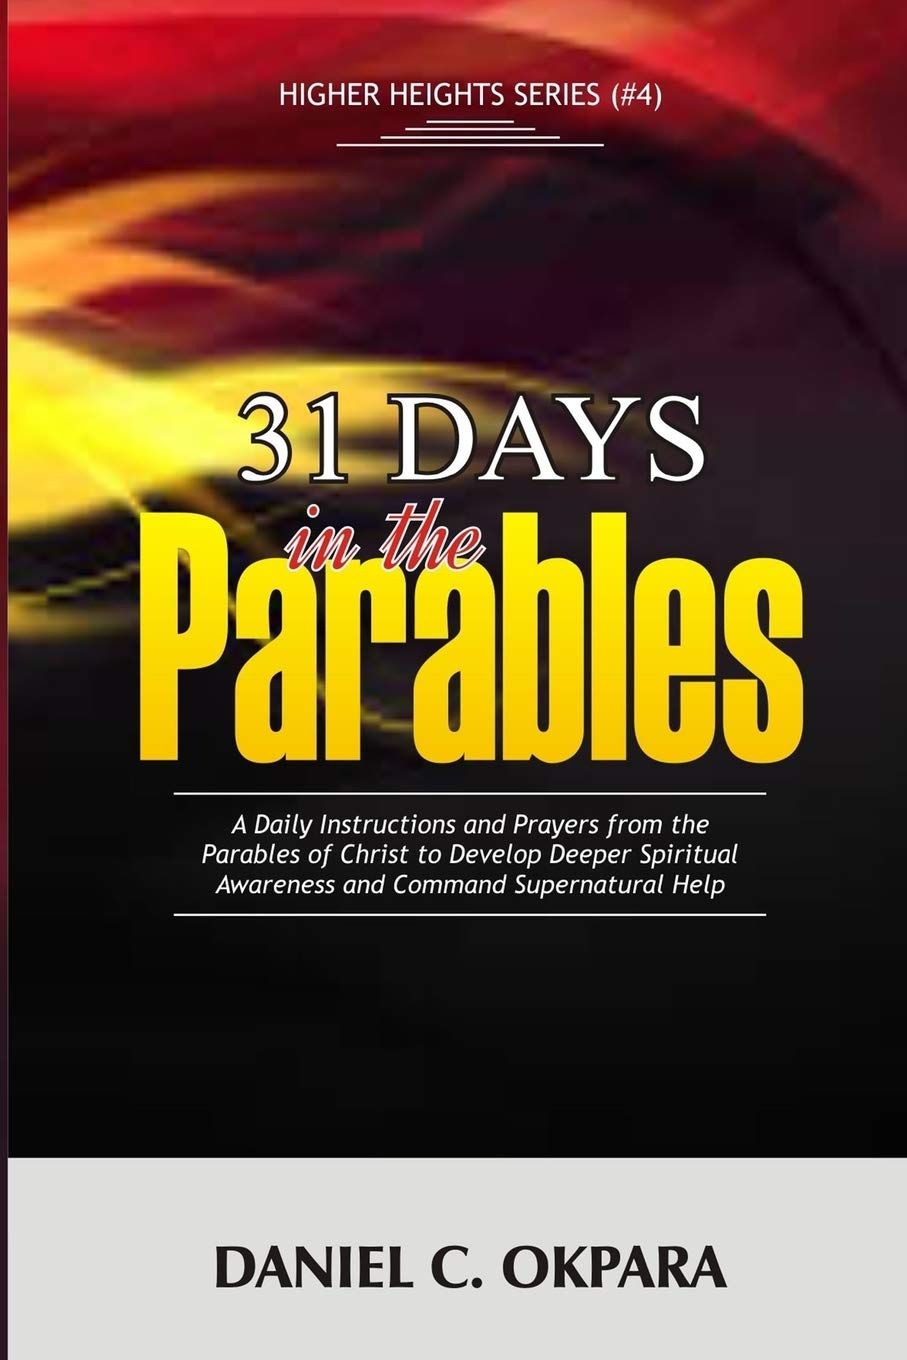 HIGHER HEIGHTS SERIES (#4)
31 DAYS
in the
Parables
A Daily Instructions and Prayers from the
Parables of Christ to Develop Deeper Spiritual
Awareness and Command Supernatural Help
DANIEL C. OKPARA